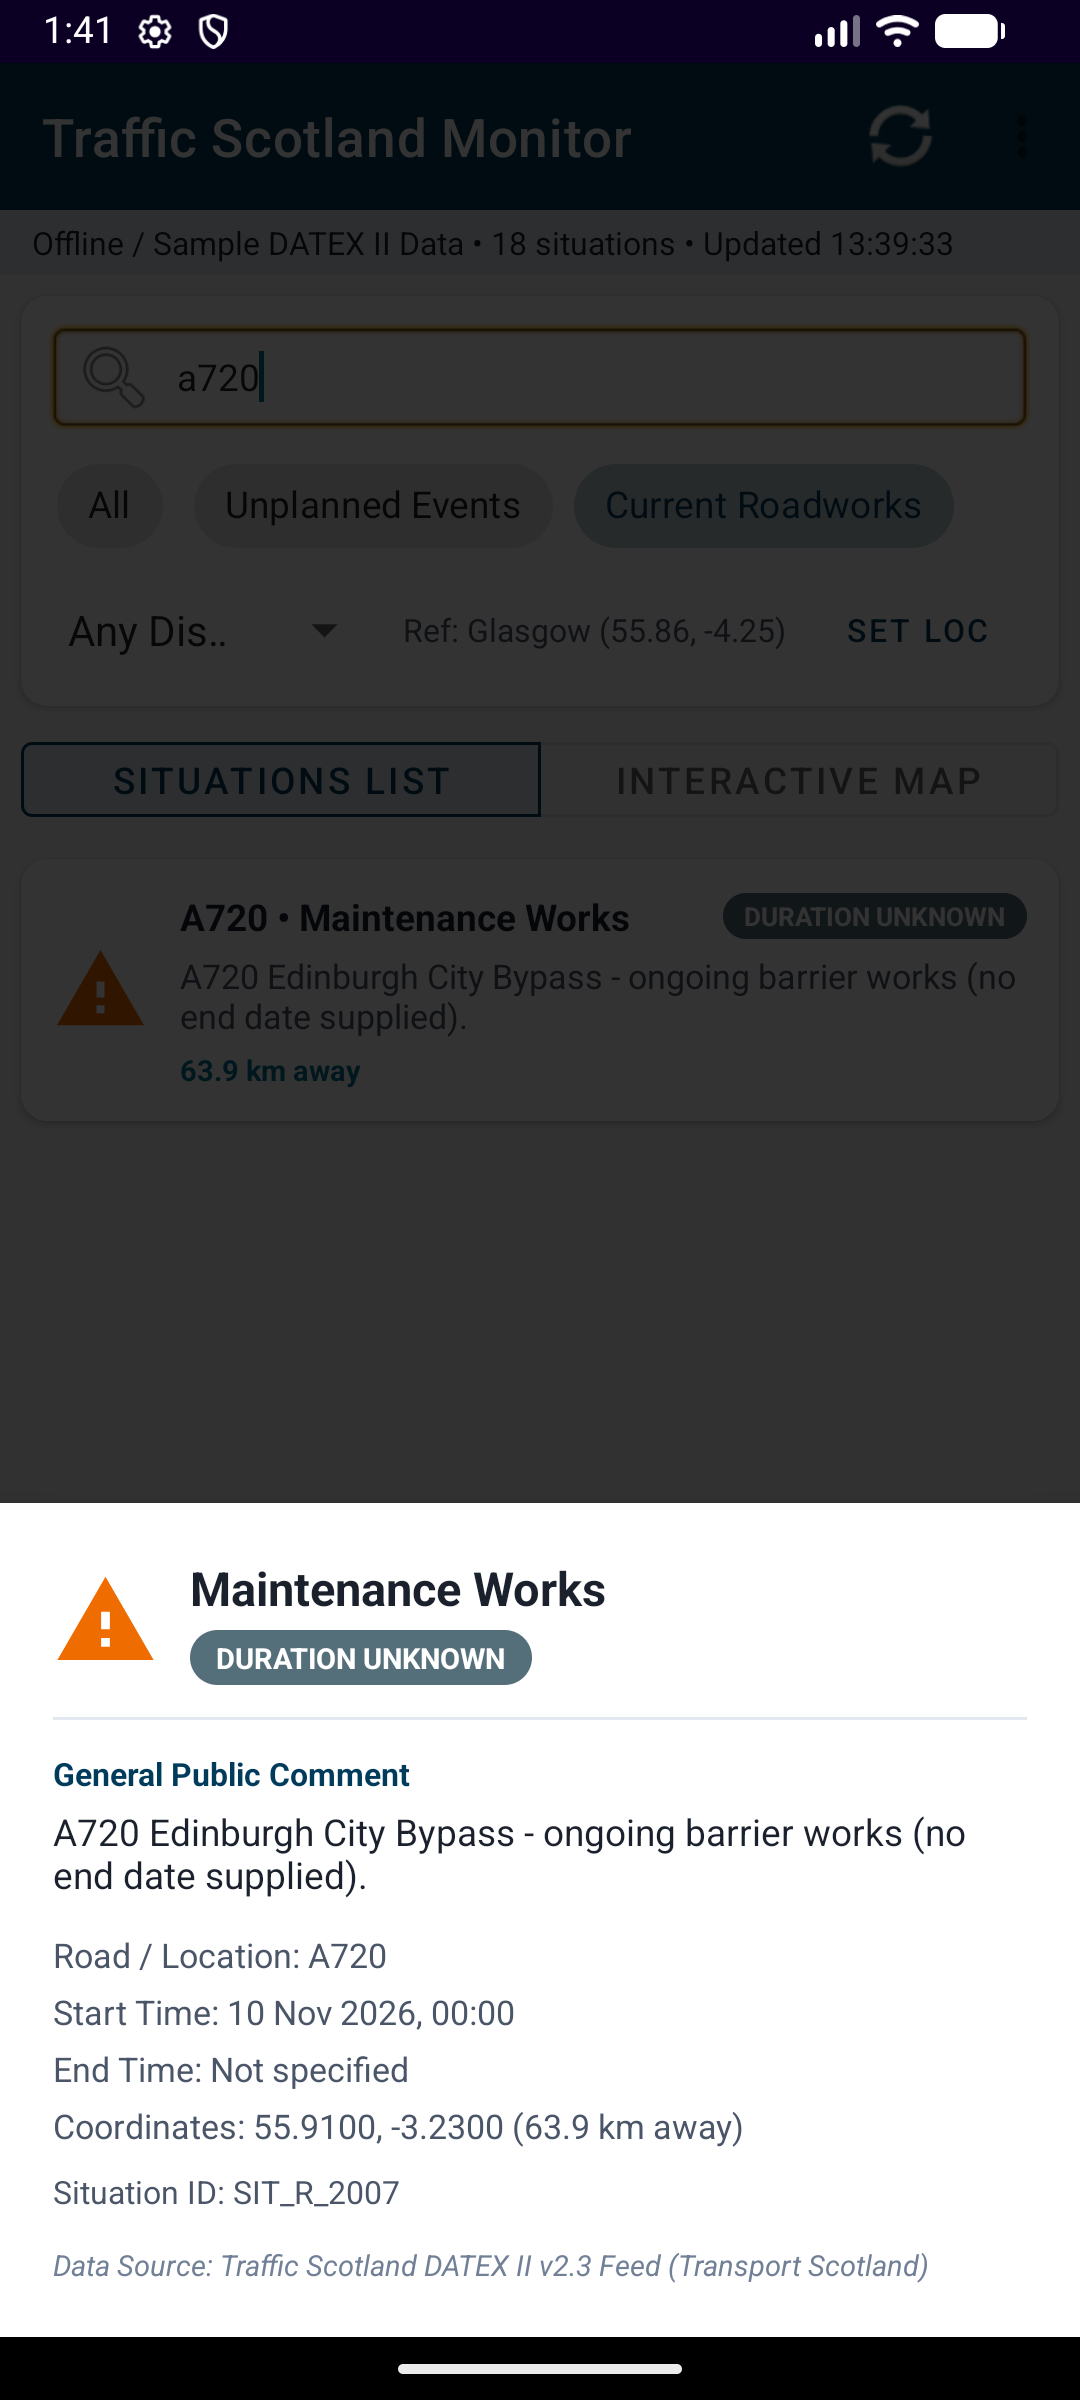 1:41
Traffic Scotland Monitor
Offline / Sample DATEX II Data • 18 situations • Updated 13:39:33
a720
All
Unplanned Events
Current Roadworks
Any Dis..
Ref: Glasgow (55.86, -4.25)
SET LOC
SITUATIONS LIST
INTERACTIVE MAP
A720 • Maintenance Works
DURATION UNKNOWN
A720 Edinburgh City Bypass - ongoing barrier works (no
end date supplied).
63.9 km away
Maintenance Works
DURATION UNKNOWN
General Public Comment
A720 Edinburgh City Bypass - ongoing barrier works (no
end date supplied).
Road / Location: A720
Start Time: 10 Nov 2026, 00:00
End Time: Not specified
Coordinates: 55.9100, -3.2300 (63.9 km away)
Situation ID: SIT_R_2007
Data Source: Traffic Scotland DATEX II v2.3 Feed (Transport Scotland)